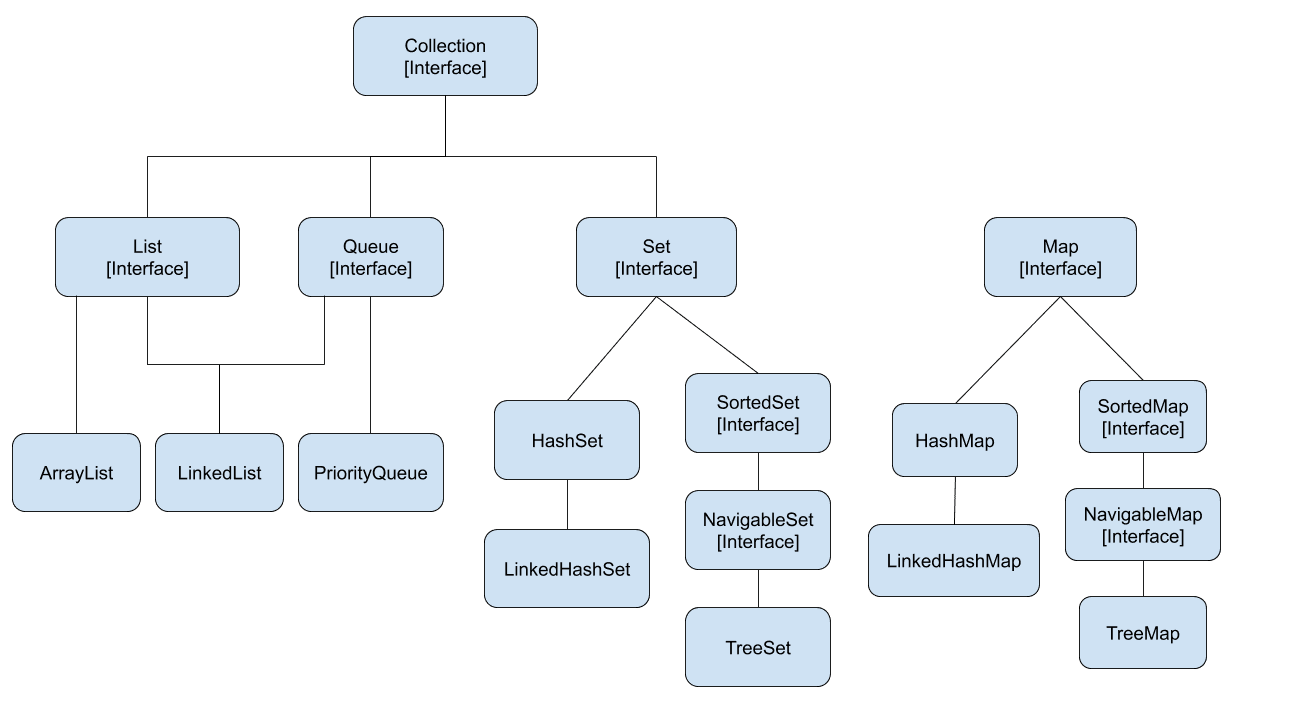 Collection
[Interface]
List
[Interface]
Queue
[Interface]
Set
[Interface]
Map
[Interface]
ArrayList
LinkedList
PriorityQueue
HashSet
SortedSet
[Interface]
HashMap
SortedMap
[Interface]
LinkedHashSet
NavigableSet
[Interface]
LinkedHashMap
NavigableMap
[Interface]
TreeSet
TreeMap